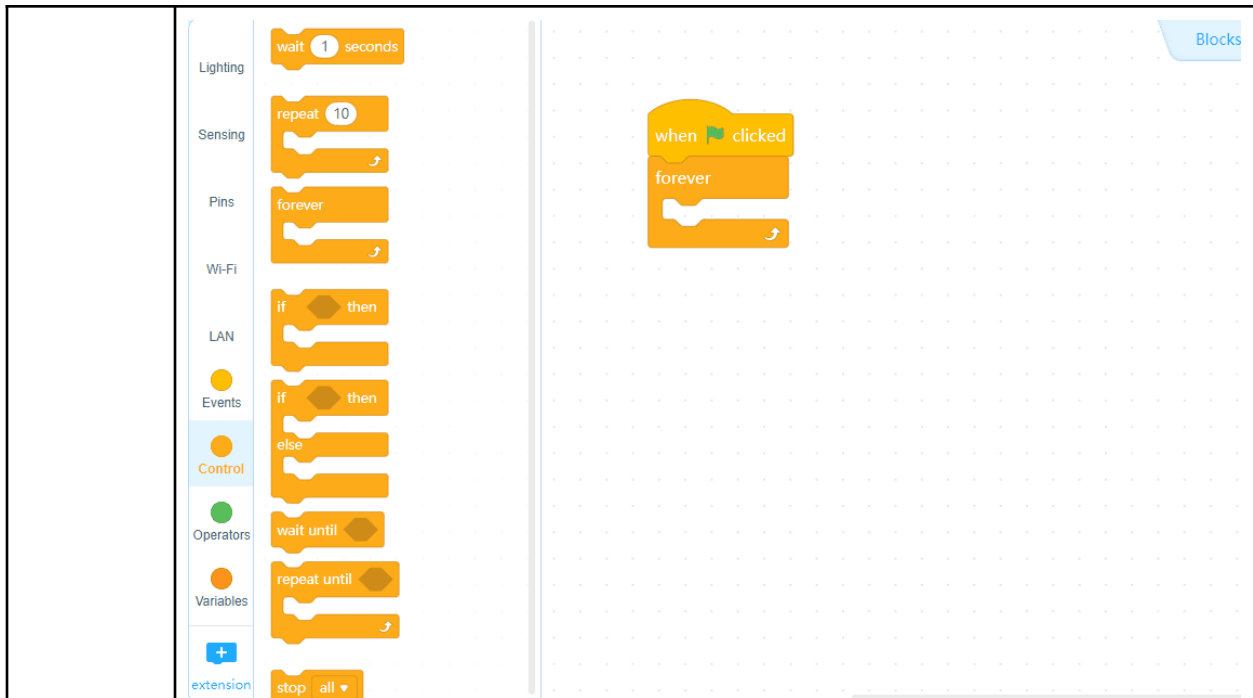 Lighting
Sensing
Pins
Wi-Fi
LAN
Events
Control
Operators
Variables
extension
wait 1 seconds
repeat 10
forever
if then
if then
else
wait until
repeat until
stop all
when clicked
forever
Blocks